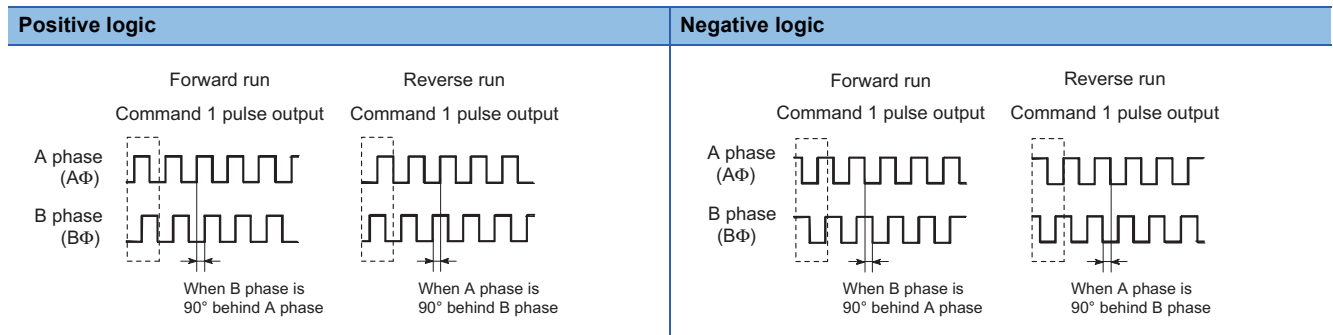 Positive logic
Negative logic
Forward run
Reverse run
Command 1 pulse output
Command 1 pulse output
A phase
(AΦ)
B phase
(BΦ)
When B phase is
90° behind A phase
When A phase is
90° behind B phase
Forward run
Reverse run
Command 1 pulse output
Command 1 pulse output
A phase
(AΦ)
B phase
(BΦ)
When B phase is
90° behind A phase
When A phase is
90° behind B phase